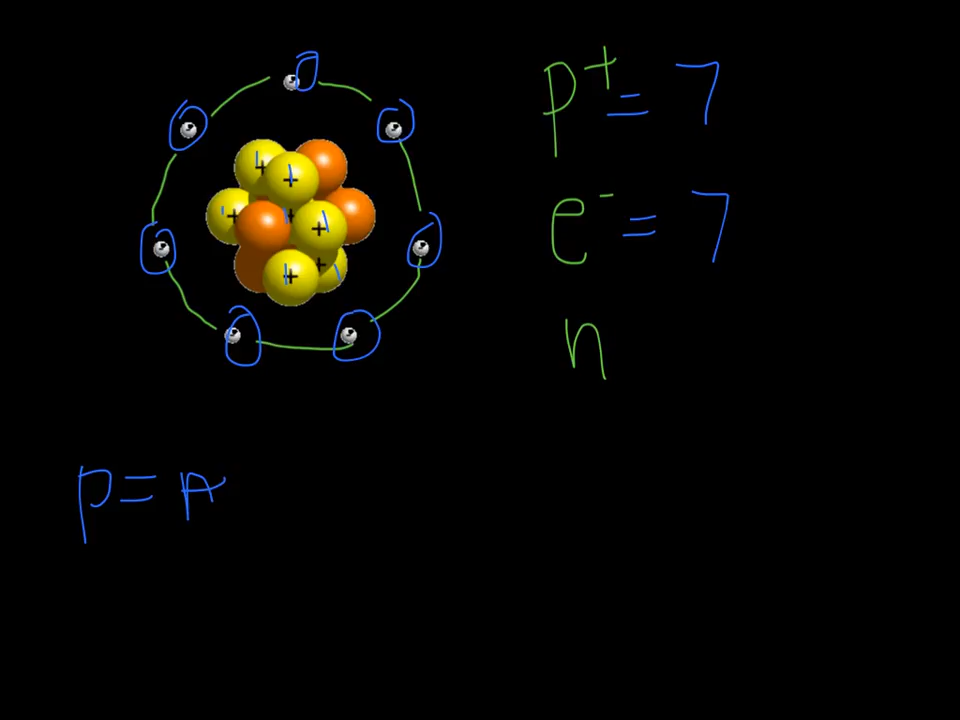 p+ = 7
e- = 7
n
p =